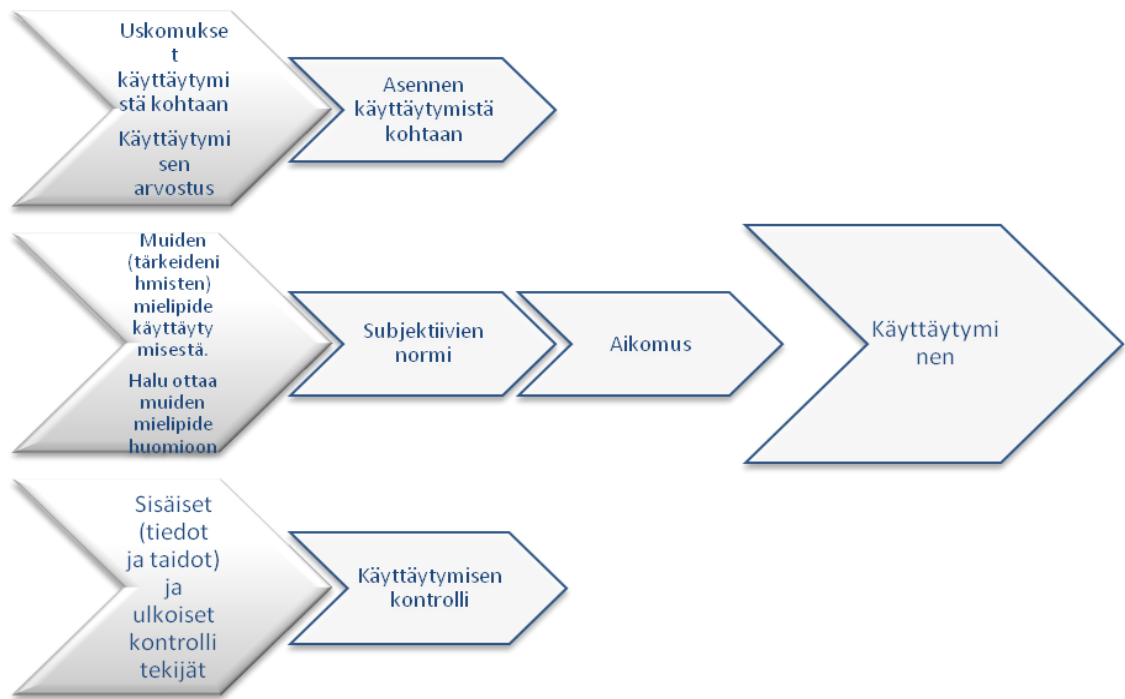 Uskomukse
t
käyttäytymi
stä kohtaan
Käyttäytymi
sen
arvostus
Asennen
käyttäytymistä
kohtaan
Muiden
(tärkeideni
hmisten)
mielipide
käyttäyty
misestä.
Halu ottaa
muiden
mielipide
huomioon
Subjektiivien
normi
Aikomus
Käyttäytymi
nen
Sisäiset
(tiedot
ja taidot)
ja
ulkoiset
kontrolli
tekijät
Käyttäytymisen
kontrolli